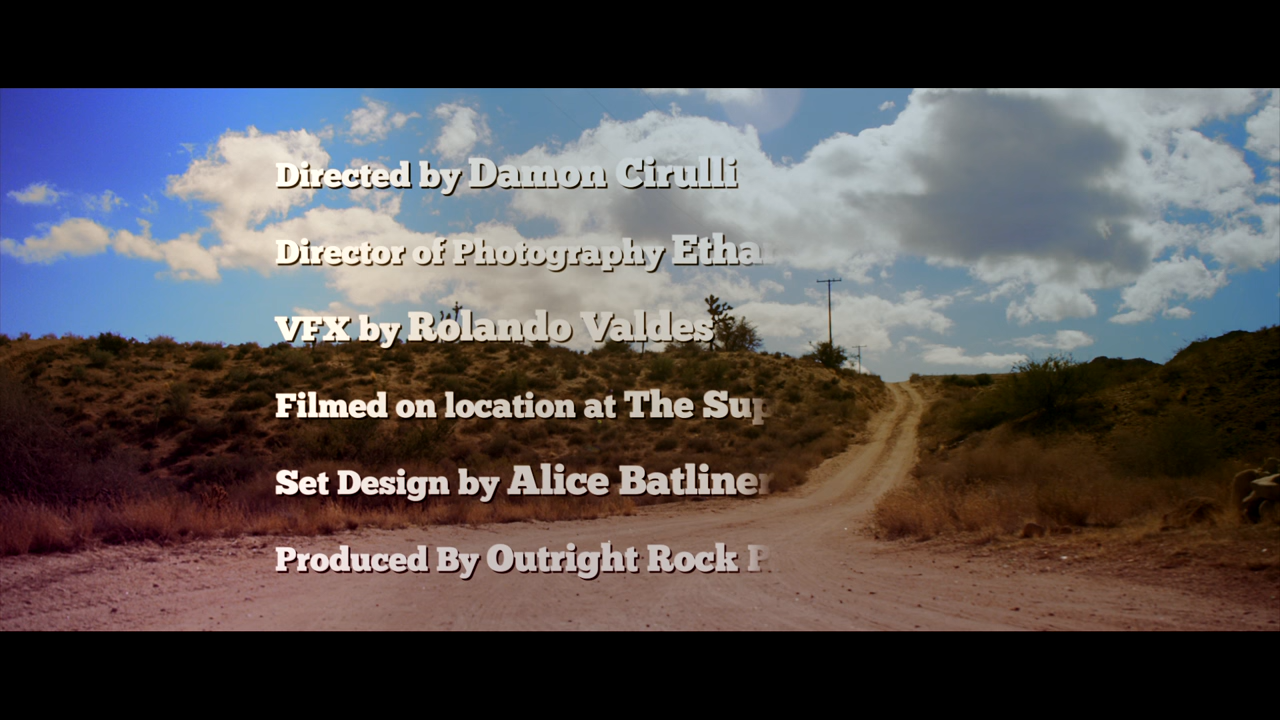 Directed by Damon Cirulli
Director of Photography
VFX by Rolando Valdes
Filmed on location at The
Set Design by Alice Batliner
Produced By Outright Rock